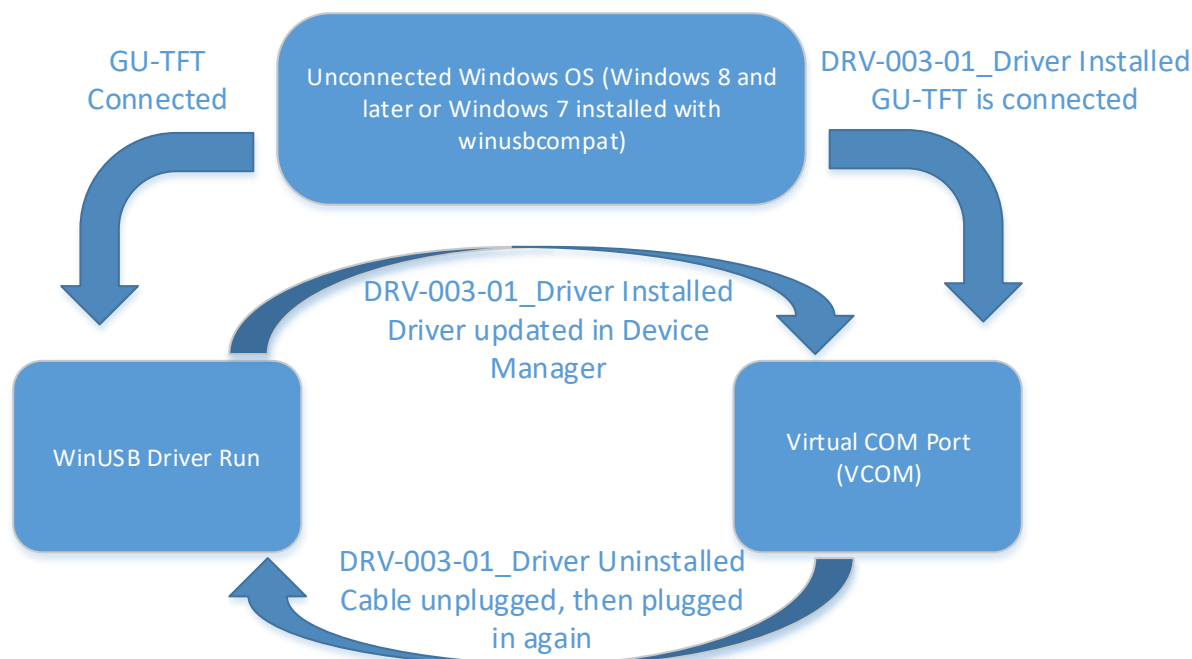 GU-TFT
Connected
Unconnected Windows OS (Windows 8 and
later or Windows 7 installed with
winusbcompat)
DRV-003-01_Driver Installed
GU-TFT is connected
DRV-003-01_Driver Installed
Driver updated in Device
Manager
WinUSB Driver Run
Virtual COM Port
(VCOM)
DRV-003-01_Driver Uninstalled
Cable unplugged, then plugged
in again